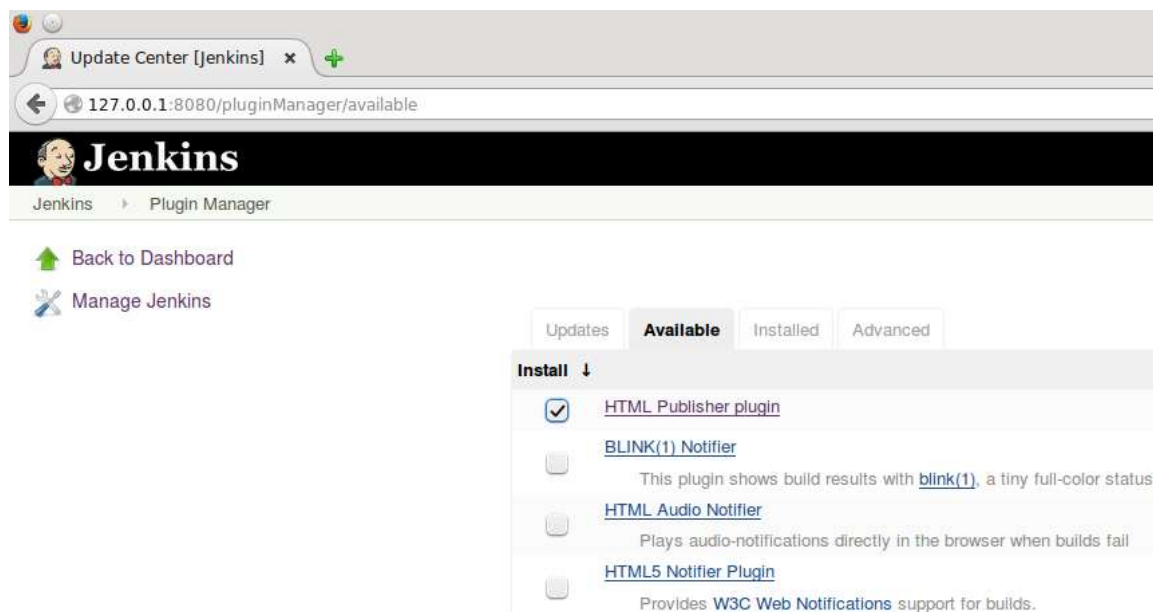 Update Center [Jenkins]
127.0.0.1:8080/pluginManager/available
Jenkins
Jenkins Plugin Manager
Back to Dashboard
Manage Jenkins
Updates Available Installed Advanced
Install ↓
HTML Publisher plugin
BLINK(1) Notifier
This plugin shows build results with blink(1), a tiny full-color status
HTML Audio Notifier
Plays audio-notifications directly in the browser when builds fail
HTML5 Notifier Plugin
Provides W3C Web Notifications support for builds.